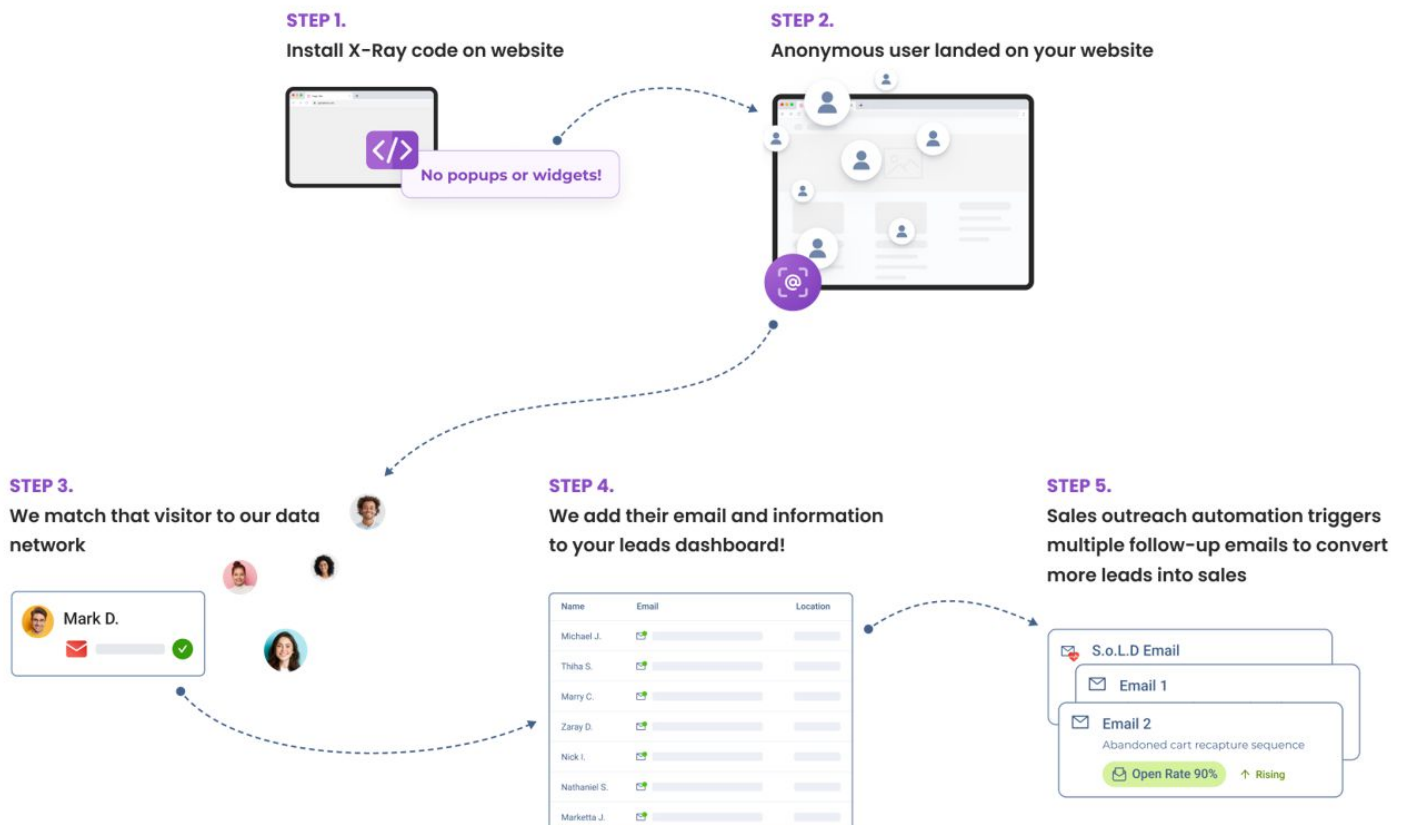 STEP 1.
Install X-Ray code on website
</>
No popups or widgets!
STEP 2.
Anonymous user landed on your website
@
STEP 3.
We match that visitor to our data
network
Mark D.
STEP 4.
We add their email and information
to your leads dashboard!
Name Email Location
Michael J.
Thiha S.
Marry C.
Zaray D.
Nick I.
Nathaniel S.
Marketta J.
STEP 5.
Sales outreach automation triggers
multiple follow-up emails to convert
more leads into sales
S.o.L.D Email
Email 1
Email 2
Abandoned cart recapture sequence
Open Rate 90% ↑ Rising